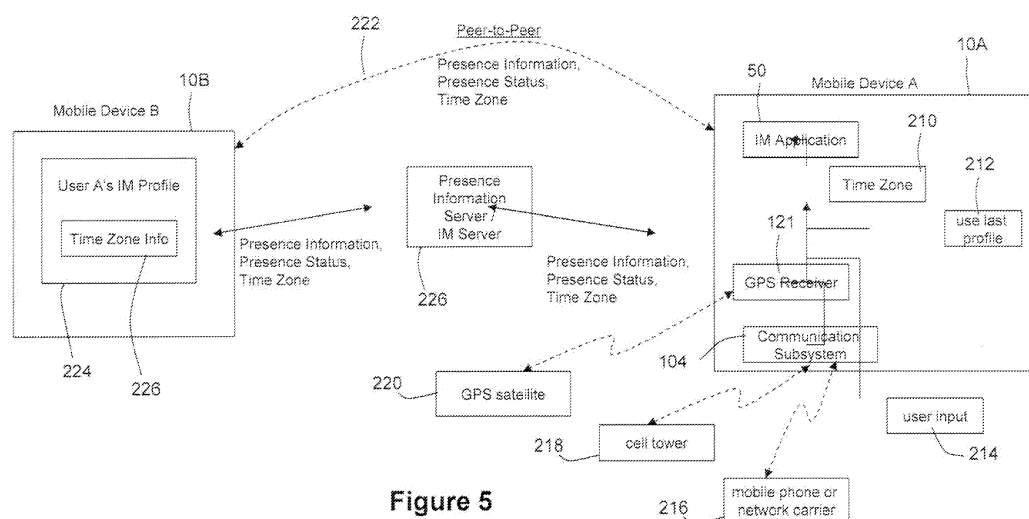 222
Peer-to-Peer
Presence Information,
Presence Status,
Time Zone
10B
Mobile Device B
10A
Mobile Device A
50
IM Application
210
Time Zone
212
use last
profile
User A's IM Profile
Time Zone Info
224
226
Presence Information,
Presence Status,
Time Zone
Presence
Information
Server /
IM Server
226
Presence Information,
Presence Status,
Time Zone
121
GPS Receiver
Communication
Subsystem
104
220
GPS satellite
218
cell tower
user input
214
216
mobile phone or
network carrier
Figure 5